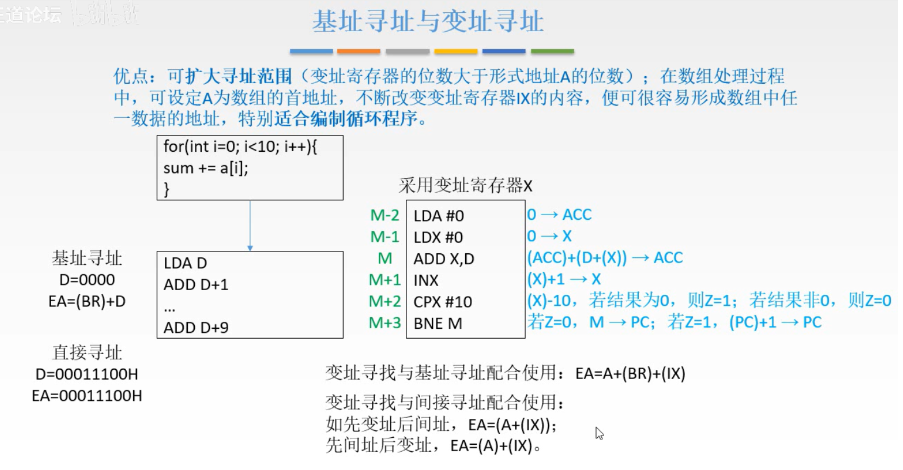 王道论坛
基址寻址与变址寻址
优点：可扩大寻址范围（变址寄存器的位数大于形式地址A的位数）；在数组处理过程
中，可设定A为数组的首地址，不断改变变址寄存器IX的内容，便可很容易形成数组中任
一数据的地址，特别适合编制循环程序。
for(int i=0; i<10; i++){
sum += a[i];
}
采用变址寄存器X
M-2 LDA #0 0 → ACC
M-1 LDX #0 0 → X
M ADD X,D (ACC)+(D+(X)) → ACC
M+1 INX (X)+1 → X
M+2 CPX #10 (X)-10，若结果为0，则Z=1；若结果非0，则Z=0
M+3 BNE M 若Z=0，M → PC；若Z=1，(PC)+1 → PC
基址寻址
D=0000
EA=(BR)+D
LDA D
ADD D+1
...
ADD D+9
直接寻址
D=00011100H
EA=00011100H
变址寻找与基址寻址配合使用：EA=A+(BR)+(IX)
变址寻找与间接寻址配合使用：
如先变址后间址，EA=(A+(IX))；
先间址后变址，EA=(A)+(IX)。